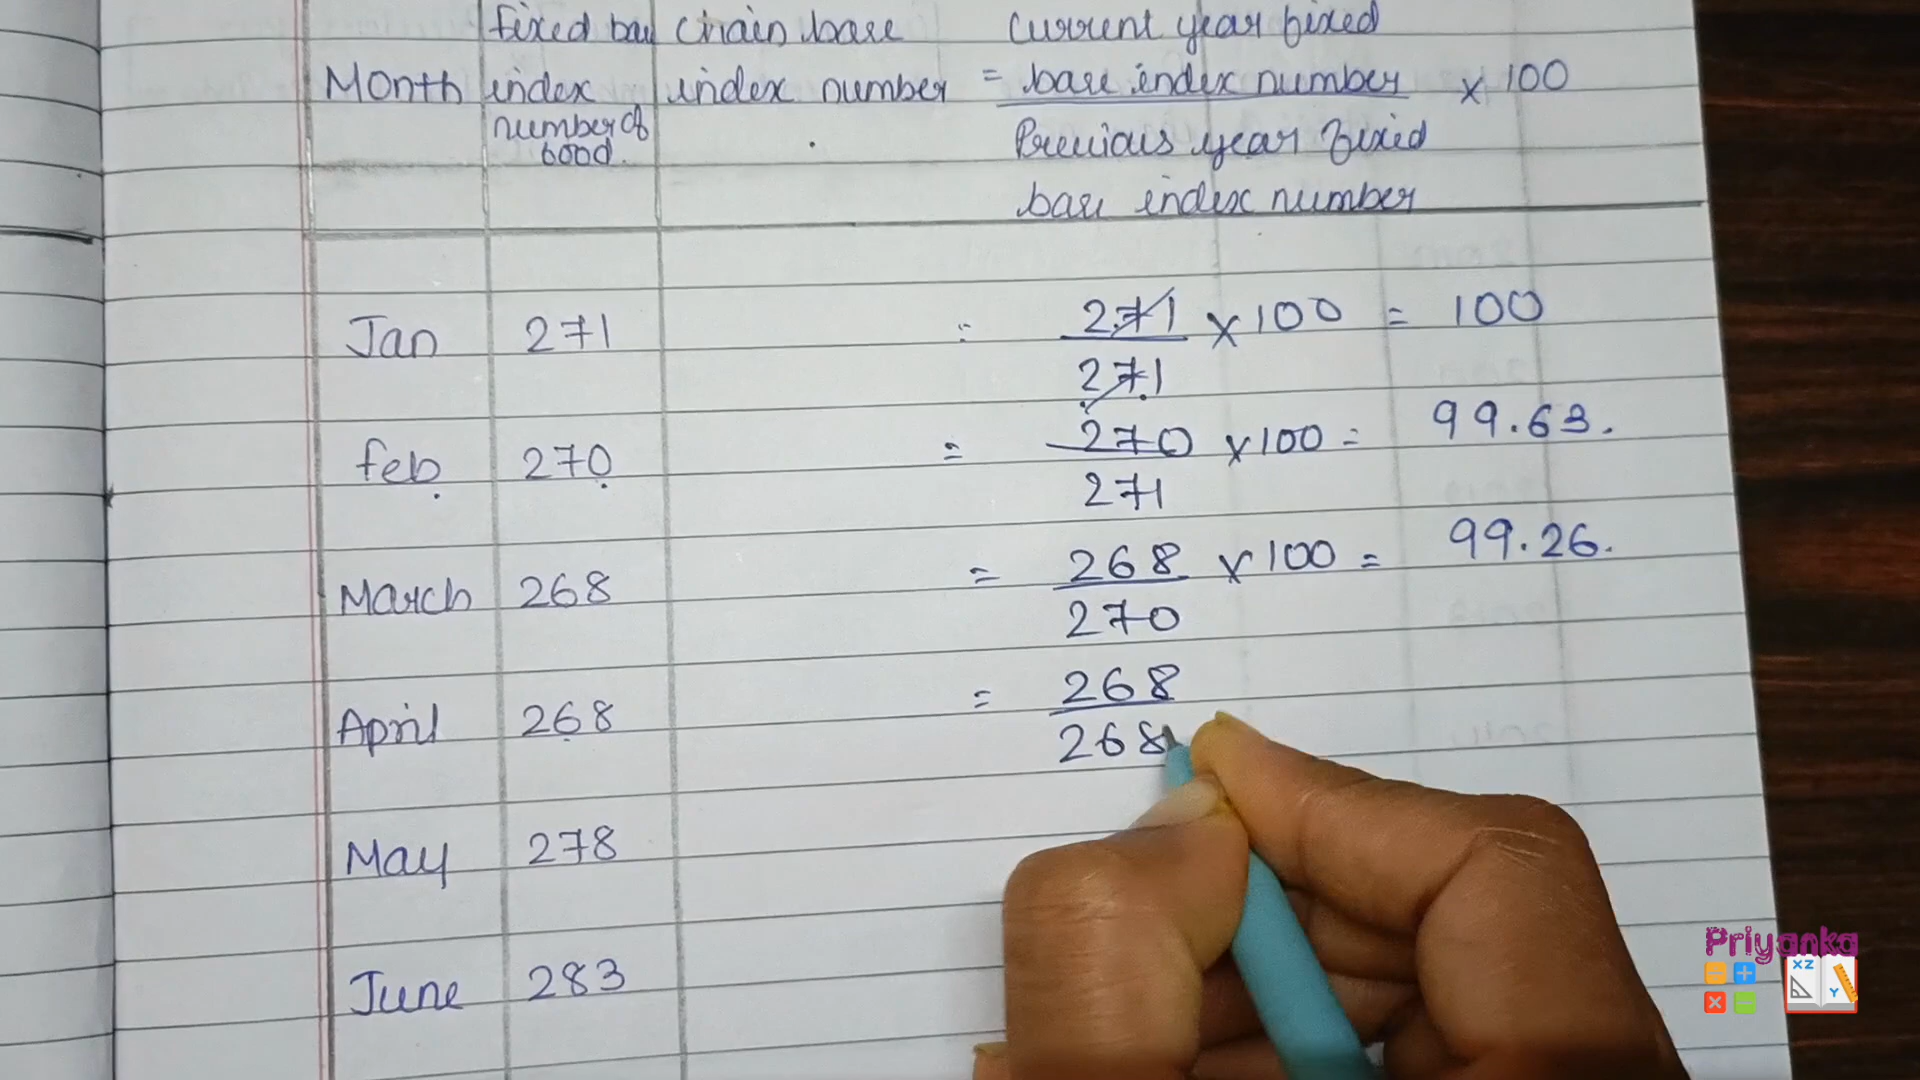 Fixed base Chain base Current year fixed
Month index index number = base index number × 100
number of
food.
Previous year fixed
base index number
Jan 271 = 271 × 100 = 100
271
feb 270 = 270 × 100 = 99.63.
271
March 268 = 268 × 100 = 99.26.
270
April 268 = 268
268
May 278
June 283
Priyanka
XZ
Y